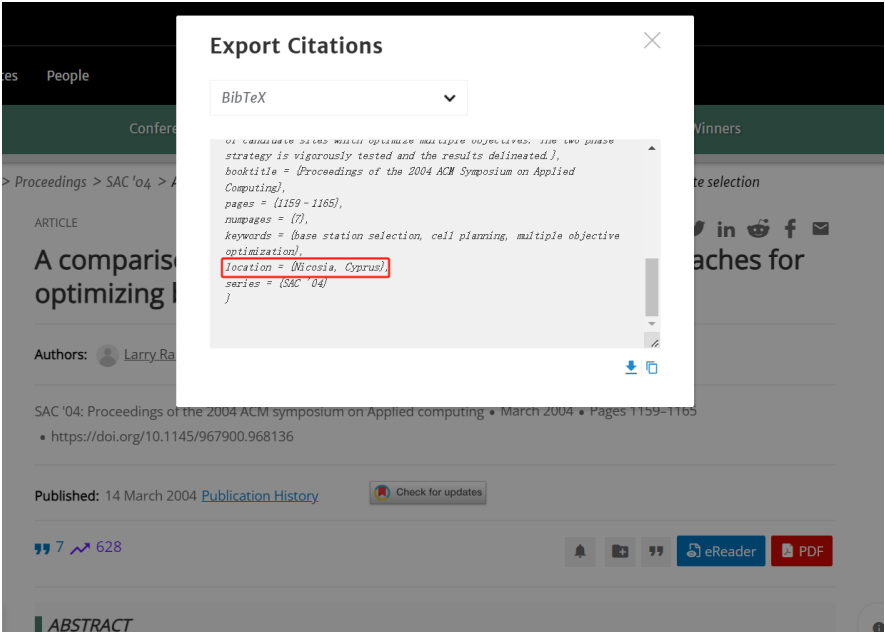 Export Citations
BibTeX
ces People
Confere
Winners
of candidate sites which optimize multiple objectives. The two phase
strategy is vigorously tested and the results delineated.},
booktitle = {Proceedings of the 2004 ACM Symposium on Applied
Computing},
pages = {1159–1165},
numpages = {7},
keywords = {base station selection, cell planning, multiple objective
optimization},
location = {Nicosia, Cyprus},
series = {SAC '04}
}
> Proceedings > SAC '04 > A
te selection
ARTICLE
A comparis
aches for
optimizing b
Authors: Larry Ra
SAC '04: Proceedings of the 2004 ACM symposium on Applied computing • March 2004 • Pages 1159–1165
• https://doi.org/10.1145/967900.968136
Published: 14 March 2004 Publication History
Check for updates
7 628
eReader
PDF
ABSTRACT